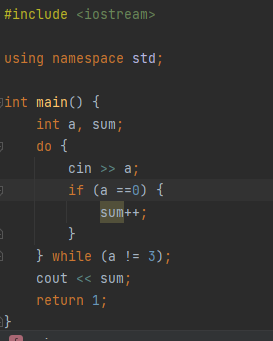 #include <iostream>
using namespace std;
int main() {
    int a, sum;
    do {
        cin >> a;
        if (a ==0) {
            sum++;
        }
    } while (a != 3);
    cout << sum;
    return 1;
}